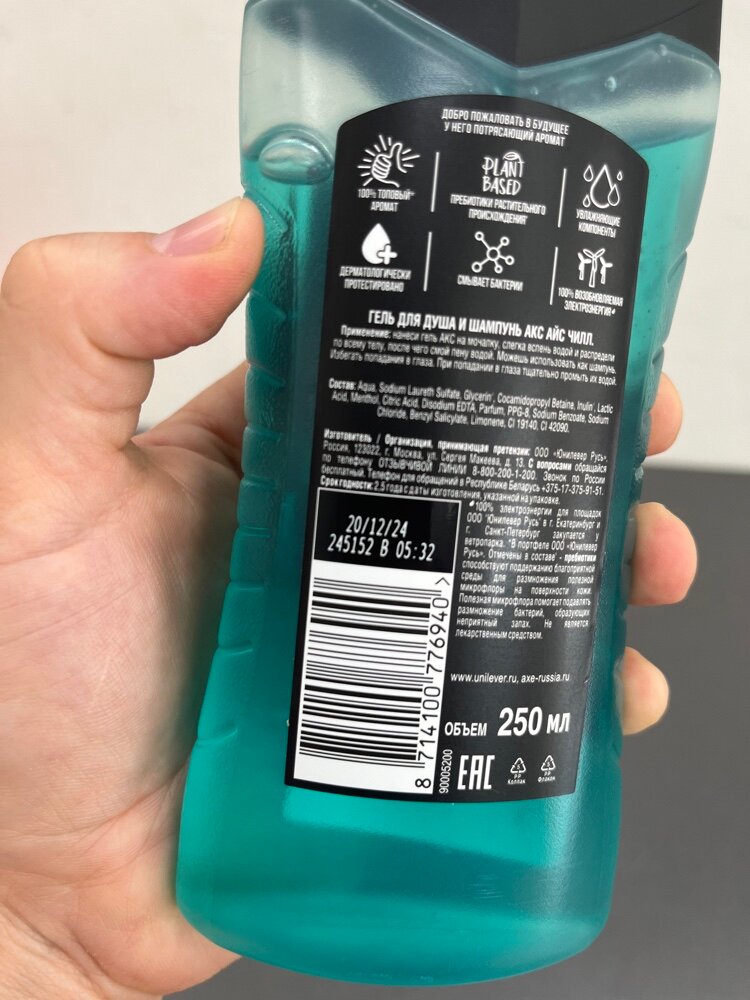 ДОБРО ПОЖАЛОВАТЬ В БУДУЩЕЕ
У НЕГО ПОТРЯСАЮЩИЙ АРОМАТ
100% ТОПОВЫЙ
АРОМАТ
PLANT
BASED
ПРЕБИОТИКИ РАСТИТЕЛЬНОГО
ПРОИСХОЖДЕНИЯ
УВЛАЖНЯЮЩИЕ
КОМПОНЕНТЫ
ДЕРМАТОЛОГИЧЕСКИ
ПРОТЕСТИРОВАНО
СМЫВАЕТ БАКТЕРИИ
100% ВОЗОБНОВЛЯЕМАЯ
ЭЛЕКТРОЭНЕРГИЯ
ГЕЛЬ ДЛЯ ДУША И ШАМПУНЬ АКС АЙС ЧИЛЛ.
Применение: нанеси гель АКС на мочалку, слегка вспень водой и распредели
по всему телу, после чего смой пену водой. Можешь использовать как шампунь.
Избегать попадания в глаза. При попадании в глаза тщательно промыть их водой.
Состав: Aqua, Sodium Laureth Sulfate, Glycerin*, Cocamidopropyl Betaine, Inulin*, Lactic
Acid, Menthol, Citric Acid, Disodium EDTA, Parfum, PPG-8, Sodium Benzoate, Sodium
Chloride, Benzyl Salicylate, Limonene, CI 19140, CI 42090.
Изготовитель / Организация, принимающая претензии: ООО «Юнилевер Русь»,
Россия, 123022, г. Москва, ул. Сергея Макеева, д. 13. С вопросами обращайся
по телефону ОТЗЫВЧИВОЙ ЛИНИИ 8-800-200-1-200. Звонок по России
бесплатный. Телефон для обращений в Республике Беларусь +375-17-375-91-51.
Срок годности: 2,5 года с даты изготовления, указанной на упаковке.
20/12/24
245152 B 05:32
100% электроэнергии для площадок
ООО 'Юнилевер Русь' в г. Екатеринбург и
г. Санкт-Петербург закупается у
ветропарка. *В портфеле ООО «Юнилевер
Русь». Отмечены в составе* - пребиотики
способствуют поддержанию благоприятной
среды для размножения полезной
микрофлоры на поверхности кожи.
Полезная микрофлора помогает подавлять
размножение бактерий, образующих
неприятный запах. Не является
лекарственным средством.
8 714100 776940 >
90005200
www.unilever.ru, axe-russia.ru
ОБЪЕМ 250 МЛ
EAC
5
PP
Колпак
5
PP
Флакон